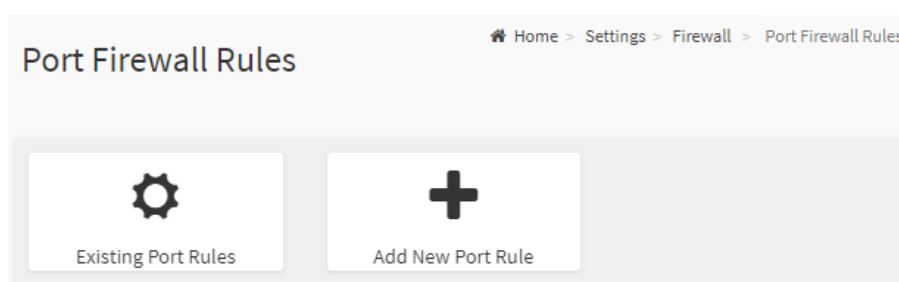 Home > Settings > Firewall > Port Firewall Rules
Port Firewall Rules
Existing Port Rules
Add New Port Rule